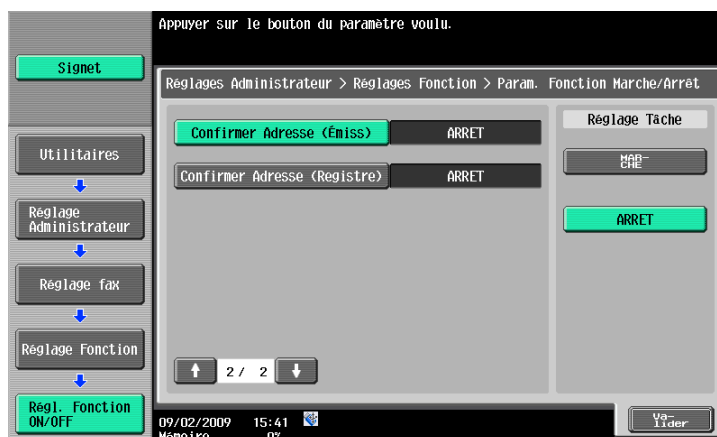 Appuyer sur le bouton du paramètre voulu.
Signet
Réglages Administrateur > Réglages Fonction > Param. Fonction Marche/Arrêt
Confirmer Adresse (Émiss) ARRET
Confirmer Adresse (Registre) ARRET
Réglage Tâche
MAR-
CHE
ARRET
Utilitaires
Réglage
Administrateur
Réglage fax
Réglage Fonction
Régl. Fonction
ON/OFF
2/ 2
09/02/2009 15:41
Mémoire 0%
Va-
lider